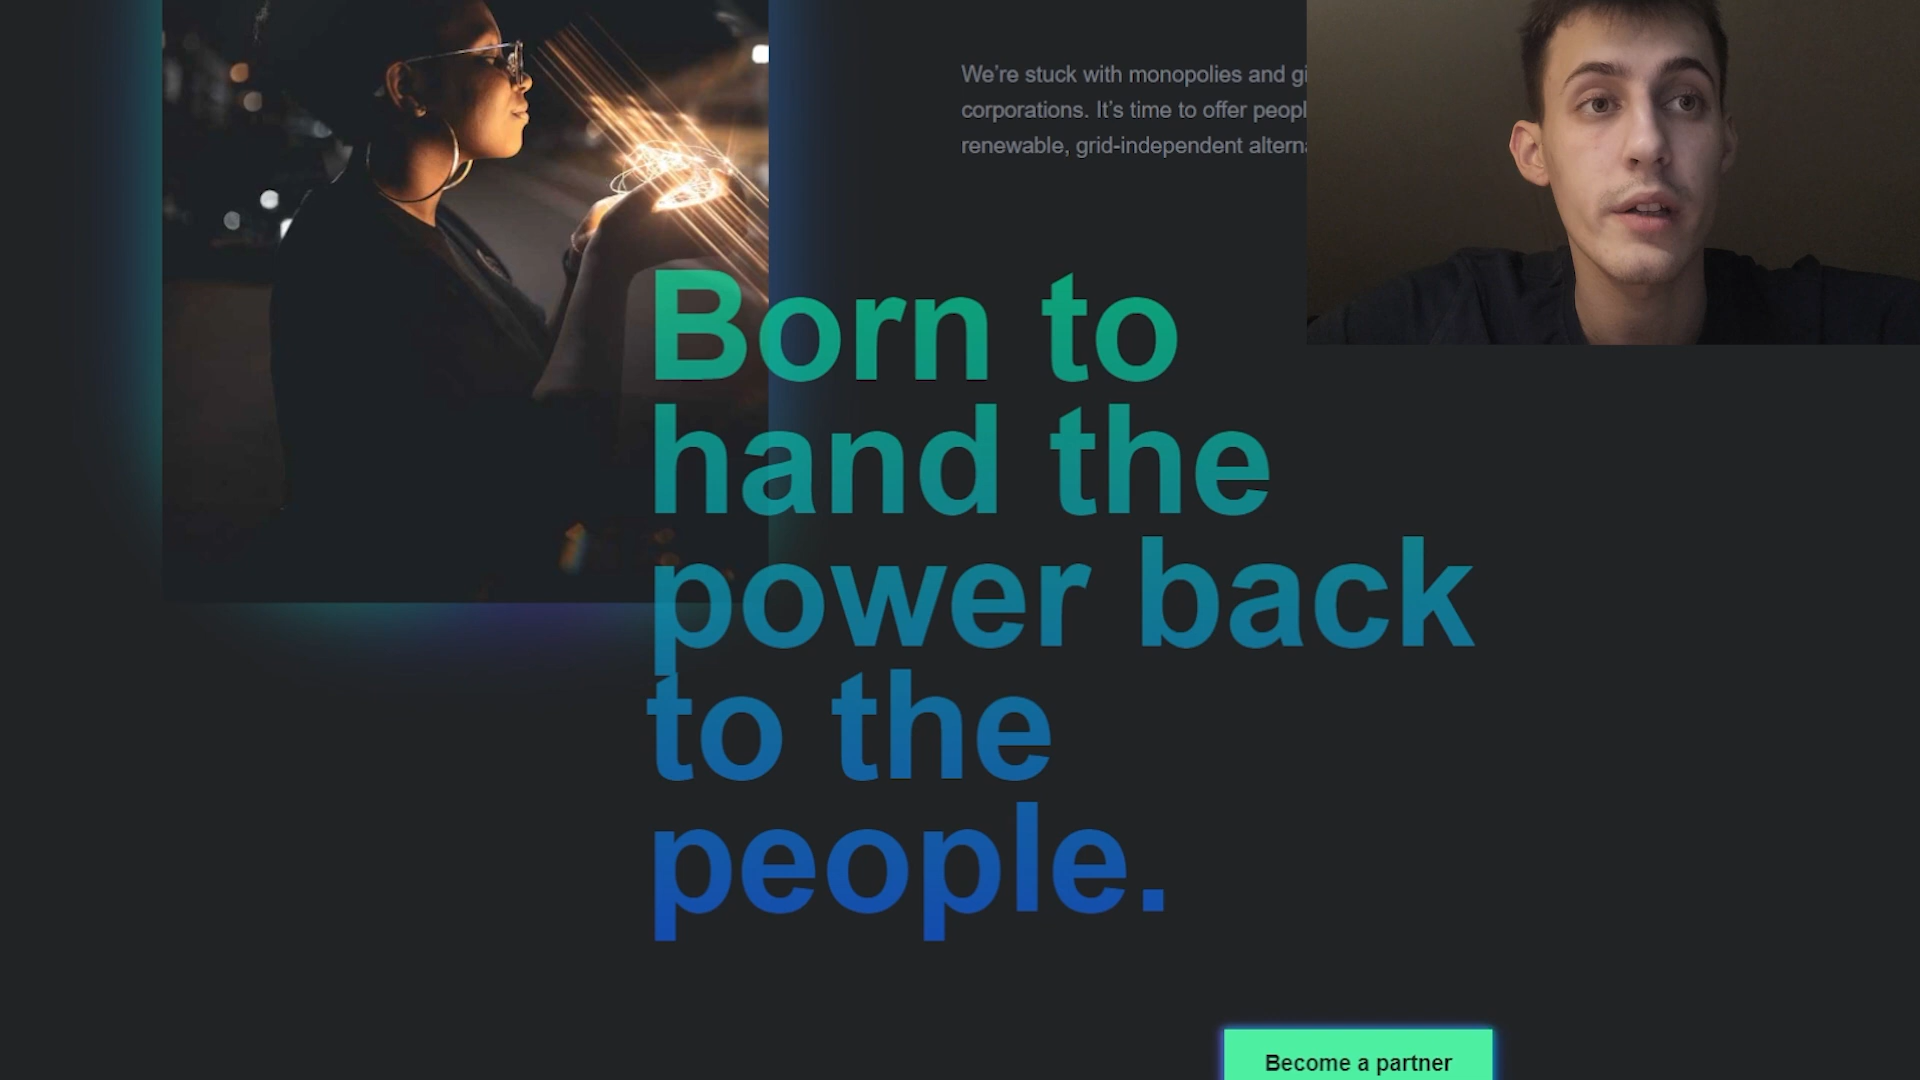 We're stuck with monopolies and
corporations. It's time to offer
renewable, grid-independent
Born to
hand the
power back
to the
people.
Become a partner